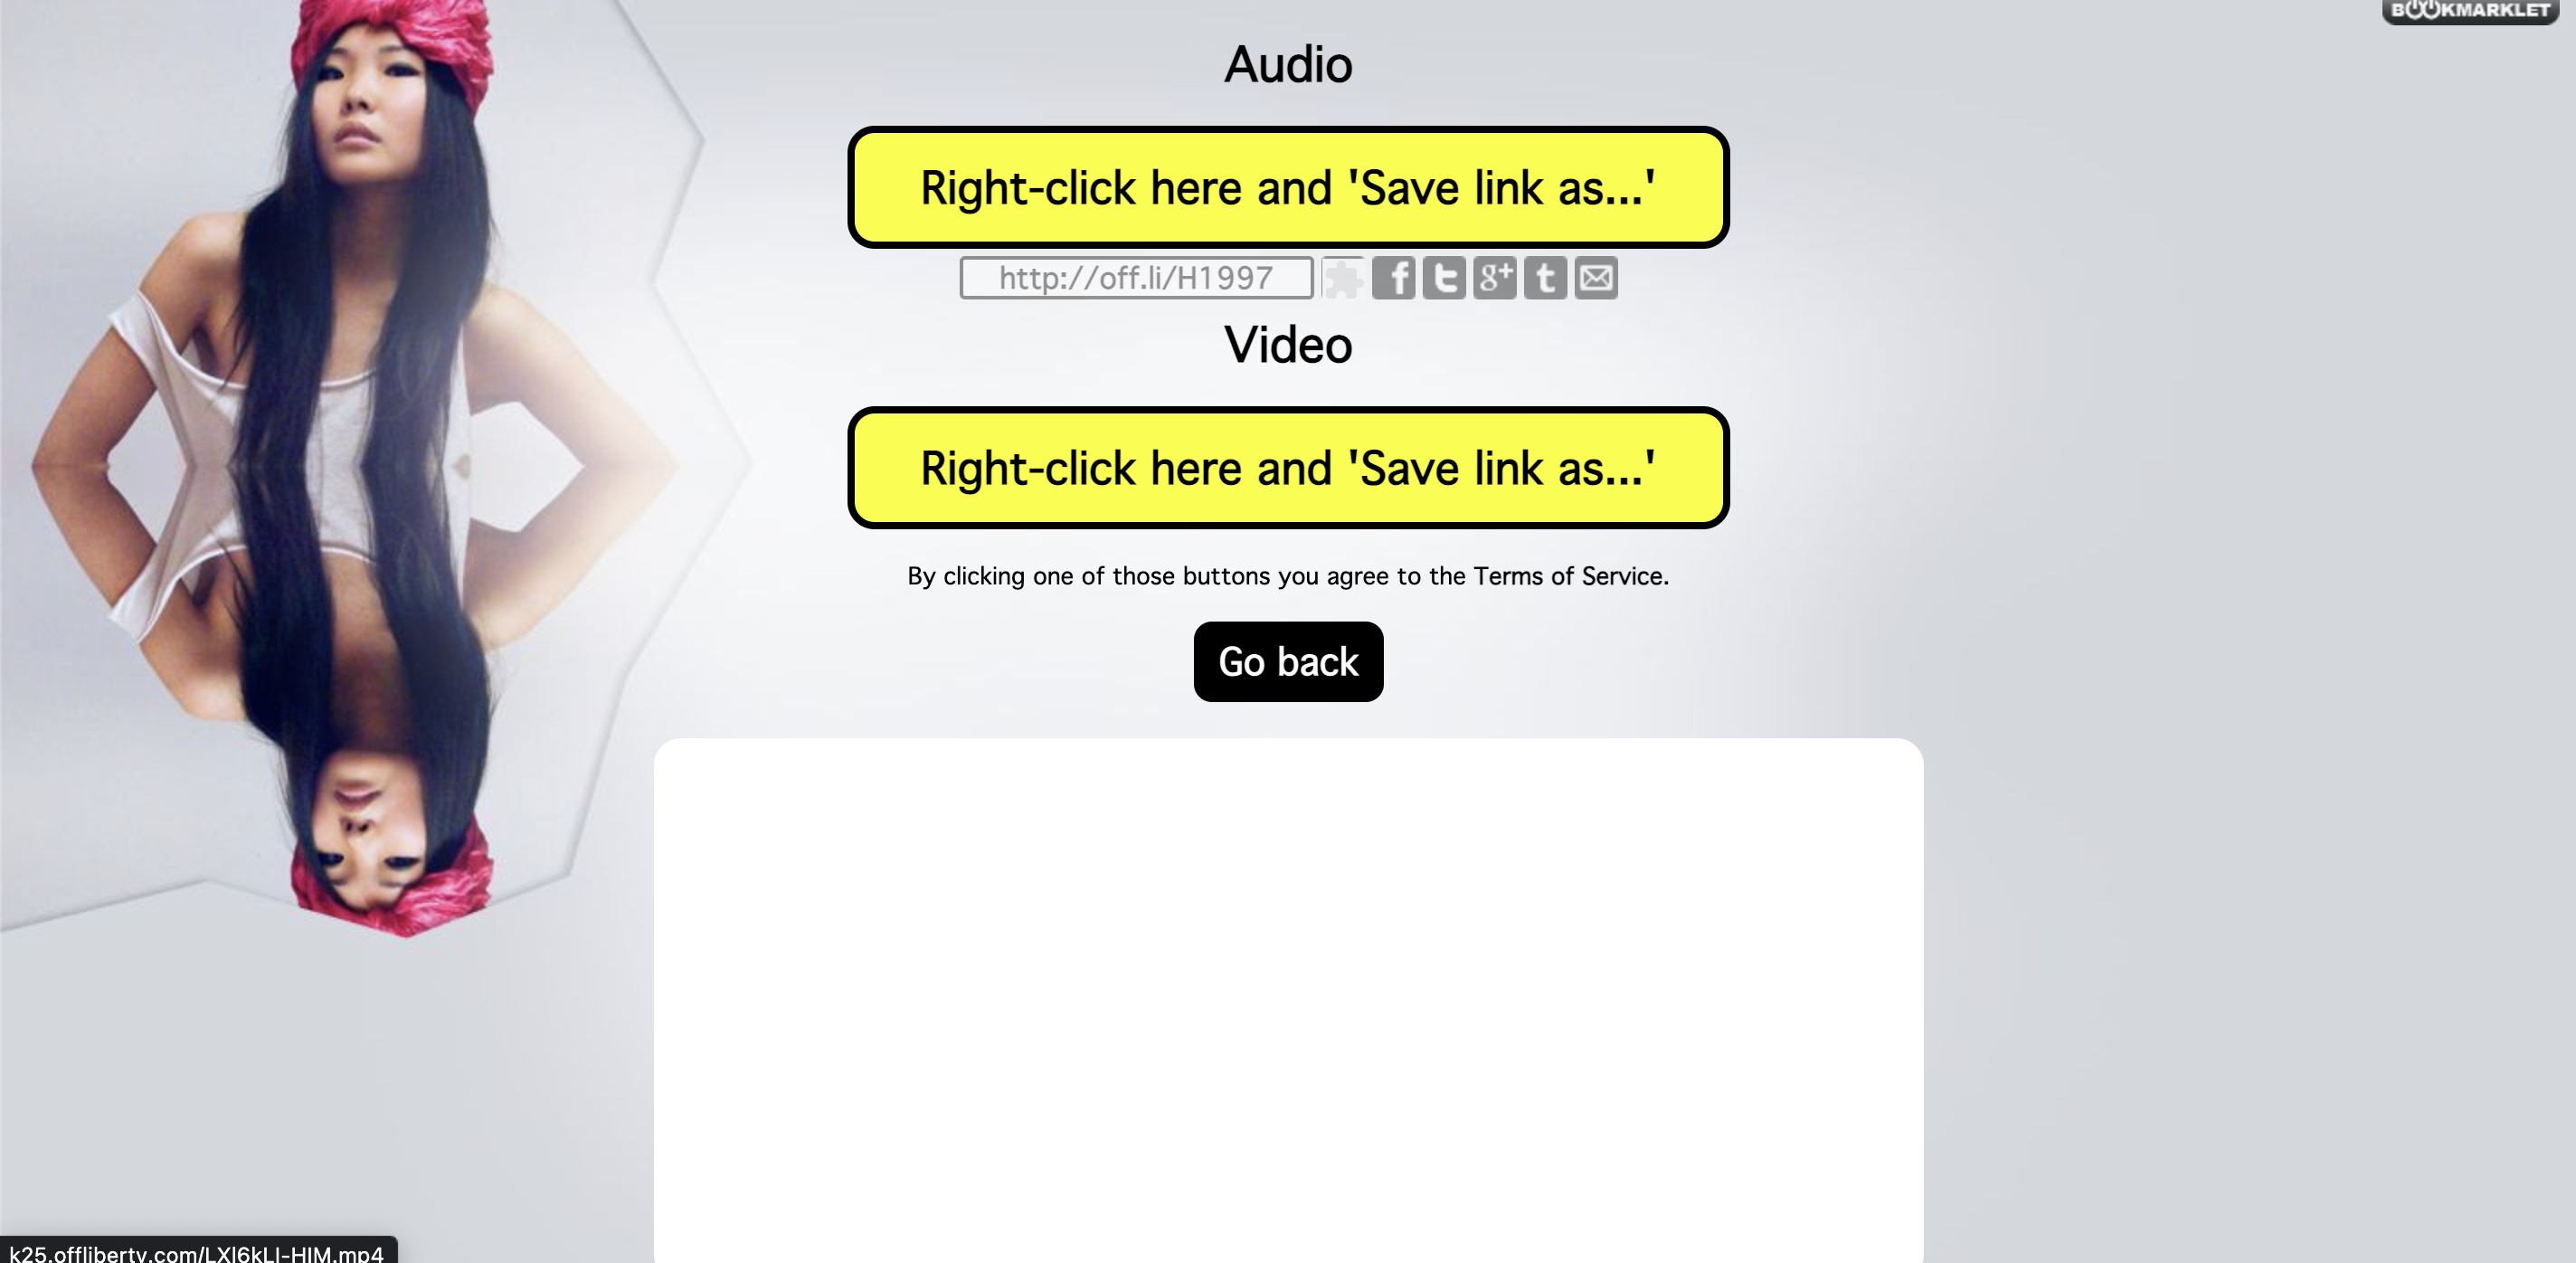 BOOKMARKLET
Audio
Right-click here and 'Save link as...'
http://off.li/H1997
f t g+ t
Video
Right-click here and 'Save link as...'
By clicking one of those buttons you agree to the Terms of Service.
Go back
k25.offliberty.com/LXl6kLl-HIM.mp4